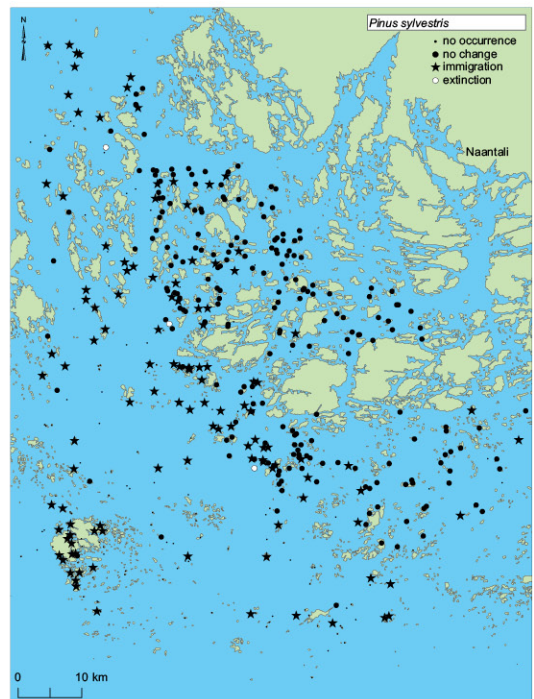 N
Pinus sylvestris
no occurrence
no change
immigration
extinction
Naantali
0 10 km